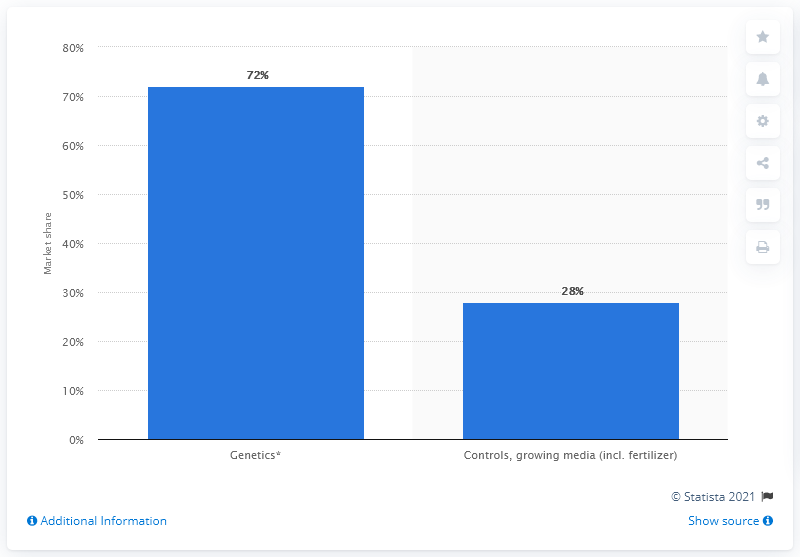 80%
72%
70%
60%
50%
40%
Market share
30%
28%
20%
10%
0%
Genetics*
Controls, growing media (incl. fertilizer)
© Statista 2021
Additional Information
Show source